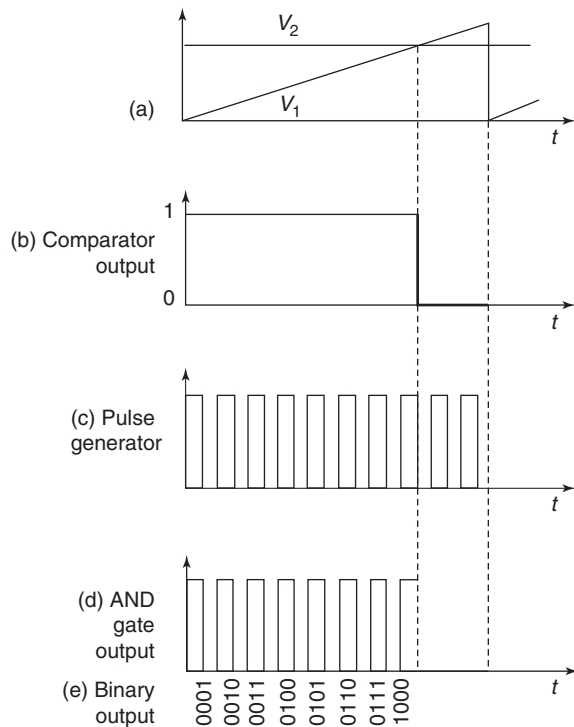 V2
V1
(a)
t
1
(b) Comparator
output
0
t
(c) Pulse
generator
t
(d) AND
gate
output
t
(e) Binary
output
0001
0010
0011
0100
0101
0110
0111
1000